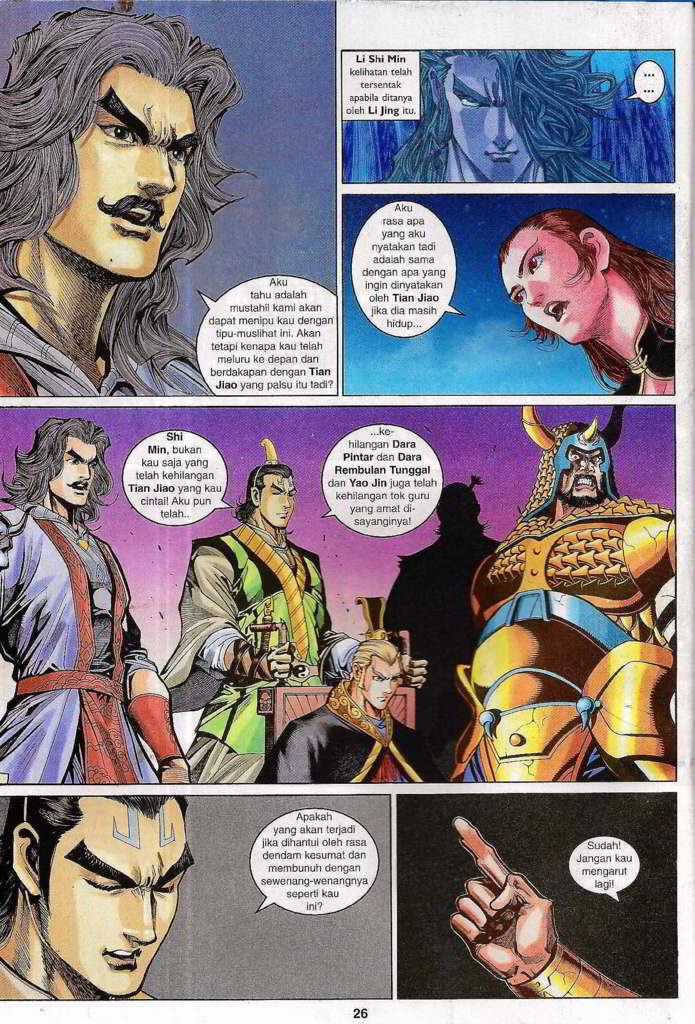 Aku
tahu adalah
mustahil kami akan
dapat menipu kau dengan
tipu-muslihat ini. Akan
tetapi kenapa kau telah
meluru ke depan dan
berdakapan dengan Tian
Jiao yang palsu itu tadi?
Li Shi Min
kelihatan telah
tersentak
apabila ditanya
oleh Li Jing itu.
...
...
Aku
rasa apa
yang aku
nyatakan tadi
adalah sama
dengan apa yang
ingin dinyatakan
oleh Tian Jiao
jika dia masih
hidup...
Shi
Min, bukan
kau saja yang
telah kehilangan
Tian Jiao yang kau
cintai! Aku pun
telah..
...ke-
hilangan Dara
Pintar dan Dara
Rembulan Tunggal
dan Yao Jin juga telah
kehilangan tok guru
yang amat di-
sayanginya!
Apakah
yang akan terjadi
jika dihantui oleh rasa
dendam kesumat dan
membunuh dengan
sewenang-wenangnya
seperti kau
ini?
Sudah!
Jangan kau
mengarut
lagi!
26